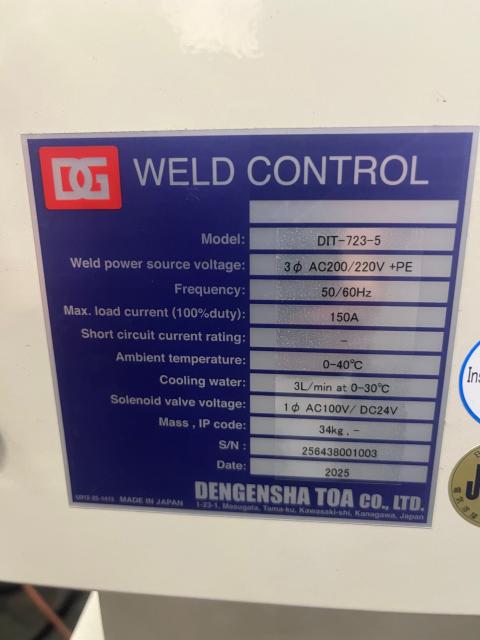 DG WELD CONTROL
Model: DIT-723-5
Weld power source voltage: 3φ AC200/220V +PE
Frequency: 50/60Hz
Max. load current (100%duty): 150A
Short circuit current rating: -
Ambient temperature: 0-40℃
Cooling water: 3L/min at 0-30℃
Solenoid valve voltage: 1φ AC100V/ DC24V
Mass , IP code: 34kg , -
S/N : 256438001003
Date: 2025
MADE IN JAPAN DENGENSHA TOA CO., LTD.
1-23-1, Masugata, Tama-ku, Kawasaki-shi, Kanagawa, Japan
Ins
J